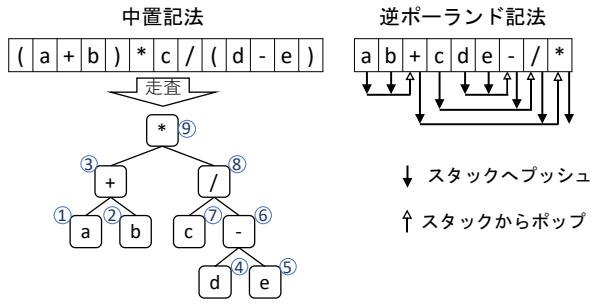 中置記法
逆ポーランド記法
( a + b ) * c / ( d - e )
a b + c d e - / *
走査
* ⑨
③ + / ⑧
① a ② b c ⑦ - ⑥
d ④ e ⑤
スタックへプッシュ
スタックからポップ